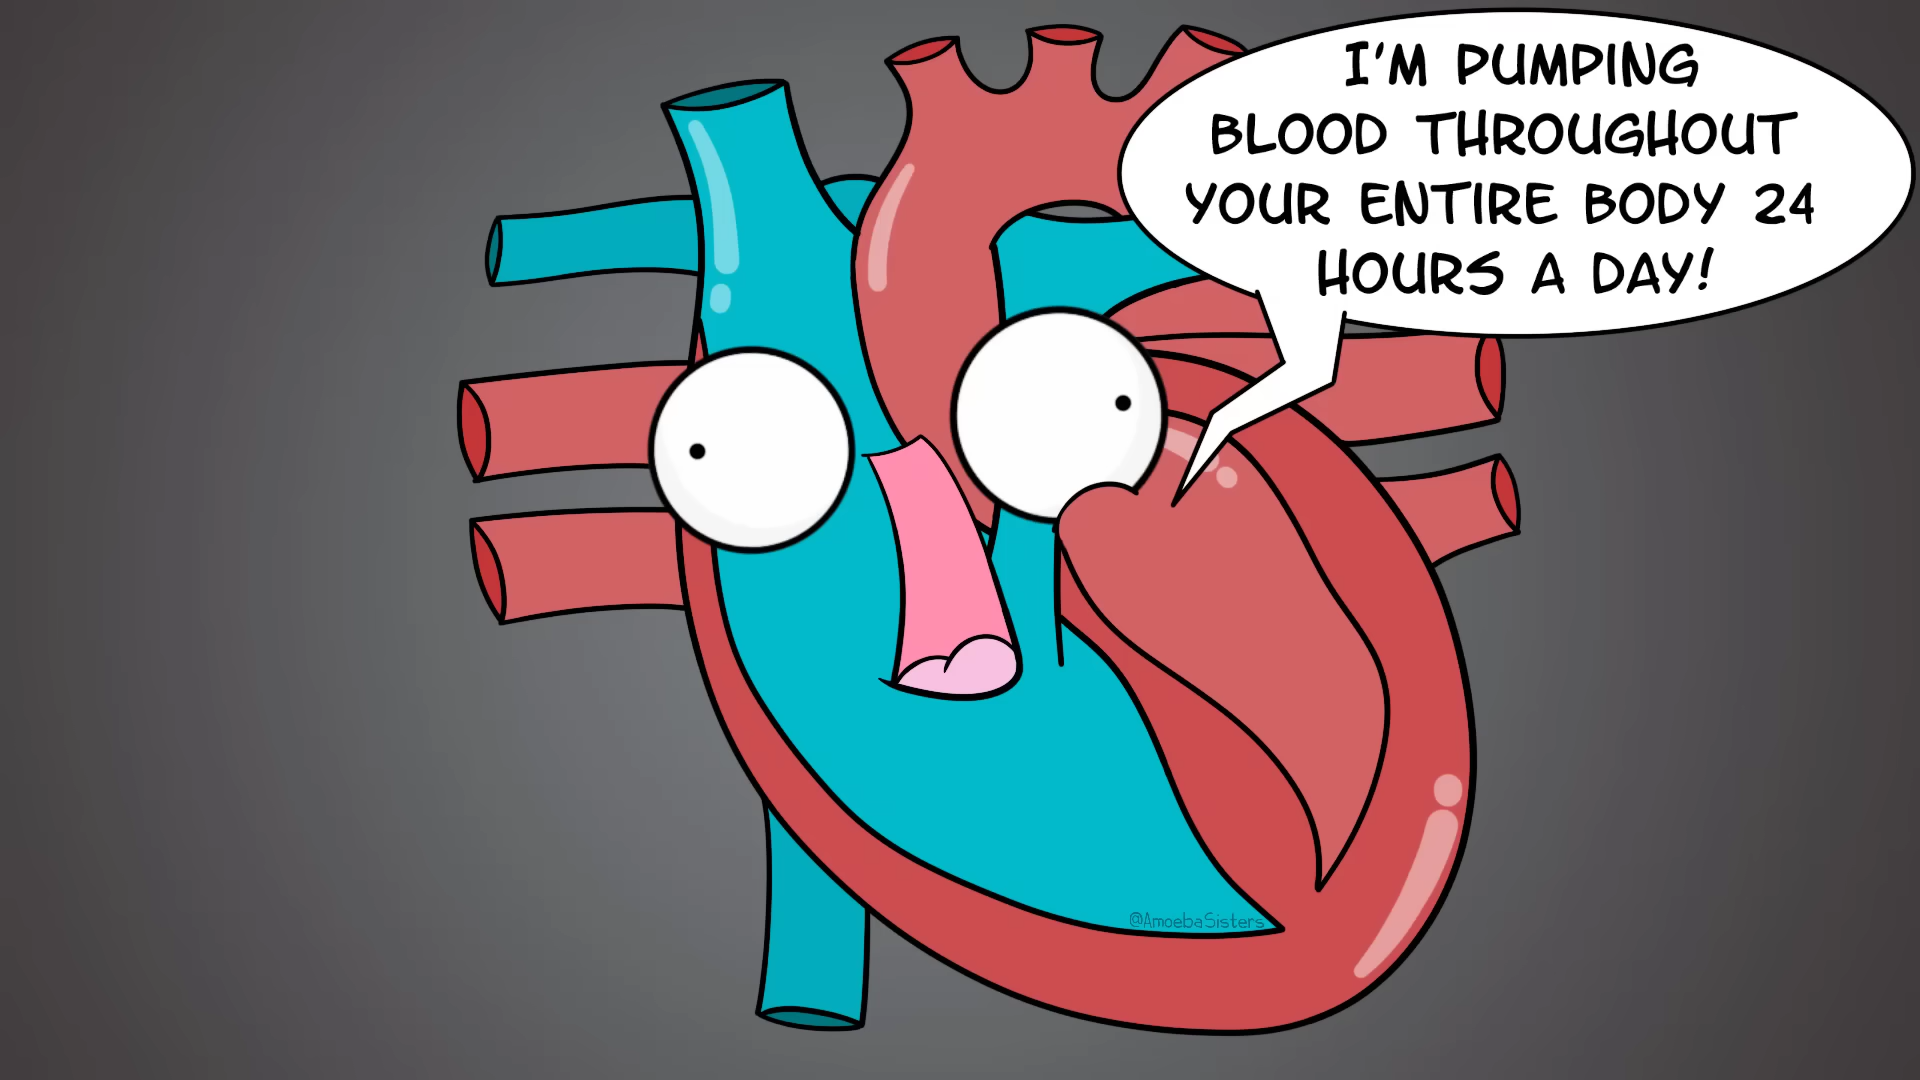 I'M PUMPING
BLOOD THROUGHOUT
YOUR ENTIRE BODY 24
HOURS A DAY!
@AmoebaSisters